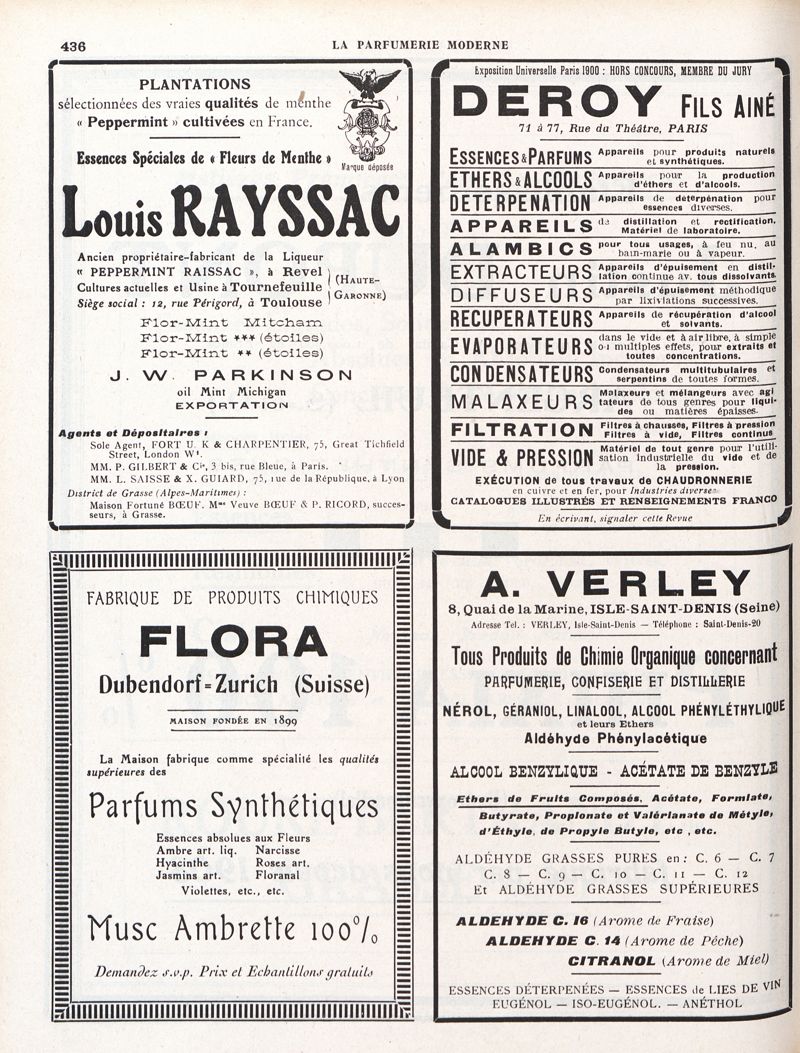 436
LA PARFUMERIE MODERNE
PLANTATIONS
sélectionnées des vraies qualités de menthe
« Peppermint » cultivées en France.
Marque déposée
Essences Spéciales de « Fleurs de Menthe »
Louis RAYSSAC
Ancien propriétaire-fabricant de la Liqueur
« PEPPERMINT RAISSAC », à Revel
Cultures actuelles et Usine à Tournefeuille
Siège social : 12, rue Périgord, à Toulouse
(HAUTE-
GARONNE)
Flor-Mint Mitcham
Flor-Mint *** (étoiles)
Flor-Mint ** (étoiles)
J. W. PARKINSON
oil Mint Michigan
EXPORTATION
Agents et Dépositaires :
Sole Agent, FORT U. K & CHARPENTIER, 75, Great Tichfield
Street, London W¹.
MM. P. GILBERT & Cie, 3 bis, rue Bleue, à Paris.
MM. L. SAISSE & X. GUIARD, 75, rue de la République, à Lyon
District de Grasse (Alpes-Maritimes) :
Maison Fortuné BŒUF. Mme Veuve BŒUF & P. RICORD, succes-
seurs, à Grasse.
Exposition Universelle Paris 1900 : HORS CONCOURS, MEMBRE DU JURY
DEROY FILS AINÉ
71 à 77, Rue du Théâtre, PARIS
ESSENCES & PARFUMS Appareils pour produits naturels
et synthétiques.
ETHERS & ALCOOLS Appareils pour la production
d'éthers et d'alcools.
DETERPENATION Appareils de deterpénation pour
essences diverses.
APPAREILS de distillation et rectification.
Matériel de laboratoire.
ALAMBICS pour tous usages, à feu nu, au
bain-marie ou à vapeur.
EXTRACTEURS Appareils d'épuisement en distil-
lation continue av. tous dissolvants
DIFFUSEURS Appareils d'épuisement méthodique
par lixiviations successives.
RECUPERATEURS Appareils de récupération d'alcool
et solvants.
EVAPORATEURS dans le vide et à air libre, à simple
ou multiples effets, pour extraits et
toutes concentrations.
CONDENSATEURS Condensateurs multitubulaires et
serpentins de toutes formes.
MALAXEURS Malaxeurs et mélangeurs avec agi
tateurs de tous genres pour liqui-
des ou matières épaisses.
FILTRATION Filtres à chausses, Filtres à pression
Filtres à vide, Filtres continus
VIDE & PRESSION Matériel de tout genre pour l'utili-
sation industrielle du vide et de
la pression.
EXÉCUTION de tous travaux de CHAUDRONNERIE
en cuivre et en fer, pour Industries diverses
CATALOGUES ILLUSTRÉS ET RENSEIGNEMENTS FRANCO
En écrivant, signaler cette Revue
FABRIQUE DE PRODUITS CHIMIQUES
FLORA
Dubendorf=Zurich (Suisse)
MAISON FONDÉE EN 1899
La Maison fabrique comme spécialité les qualités
supérieures des
Parfums Synthétiques
Essences absolues aux Fleurs
Ambre art. liq. Narcisse
Hyacinthe Roses art.
Jasmins art. Floranal
Violettes, etc., etc.
Musc Ambrette 100%
Demandez s.v.p. Prix et Echantillons gratuits
A. VERLEY
8, Quai de la Marine, ISLE-SAINT-DENIS (Seine)
Adresse Tel. : VERLEY, Isle-Saint-Denis — Téléphone : Saint-Denis-20
Tous Produits de Chimie Organique concernant
PARFUMERIE, CONFISERIE ET DISTILLERIE
NÉROL, GÉRANIOL, LINALOOL, ALCOOL PHÉNYLÉTHYLIQUE
et leurs Ethers
Aldéhyde Phénylacétique
ALCOOL BENZYLIQUE - ACÉTATE DE BENZYLE
Ethers de Fruits Composés, Acétate, Formiate,
Butyrate, Propionate et Valérianate de Métyle,
d'Éthyle, de Propyle Butyle, etc , etc.
ALDÉHYDE GRASSES PURES en : C. 6 — C. 7
C. 8 — C. 9 — C. 10 — C. 11 — C. 12
Et ALDÉHYDE GRASSES SUPÉRIEURES
ALDEHYDE C. 16 (Arome de Fraise)
ALDEHYDE C. 14 (Arome de Pêche)
CITRANOL (Arome de Miel)
ESSENCES DÉTERPENÉES — ESSENCES de LIES DE VIN
EUGÉNOL — ISO-EUGÉNOL. — ANÉTHOL